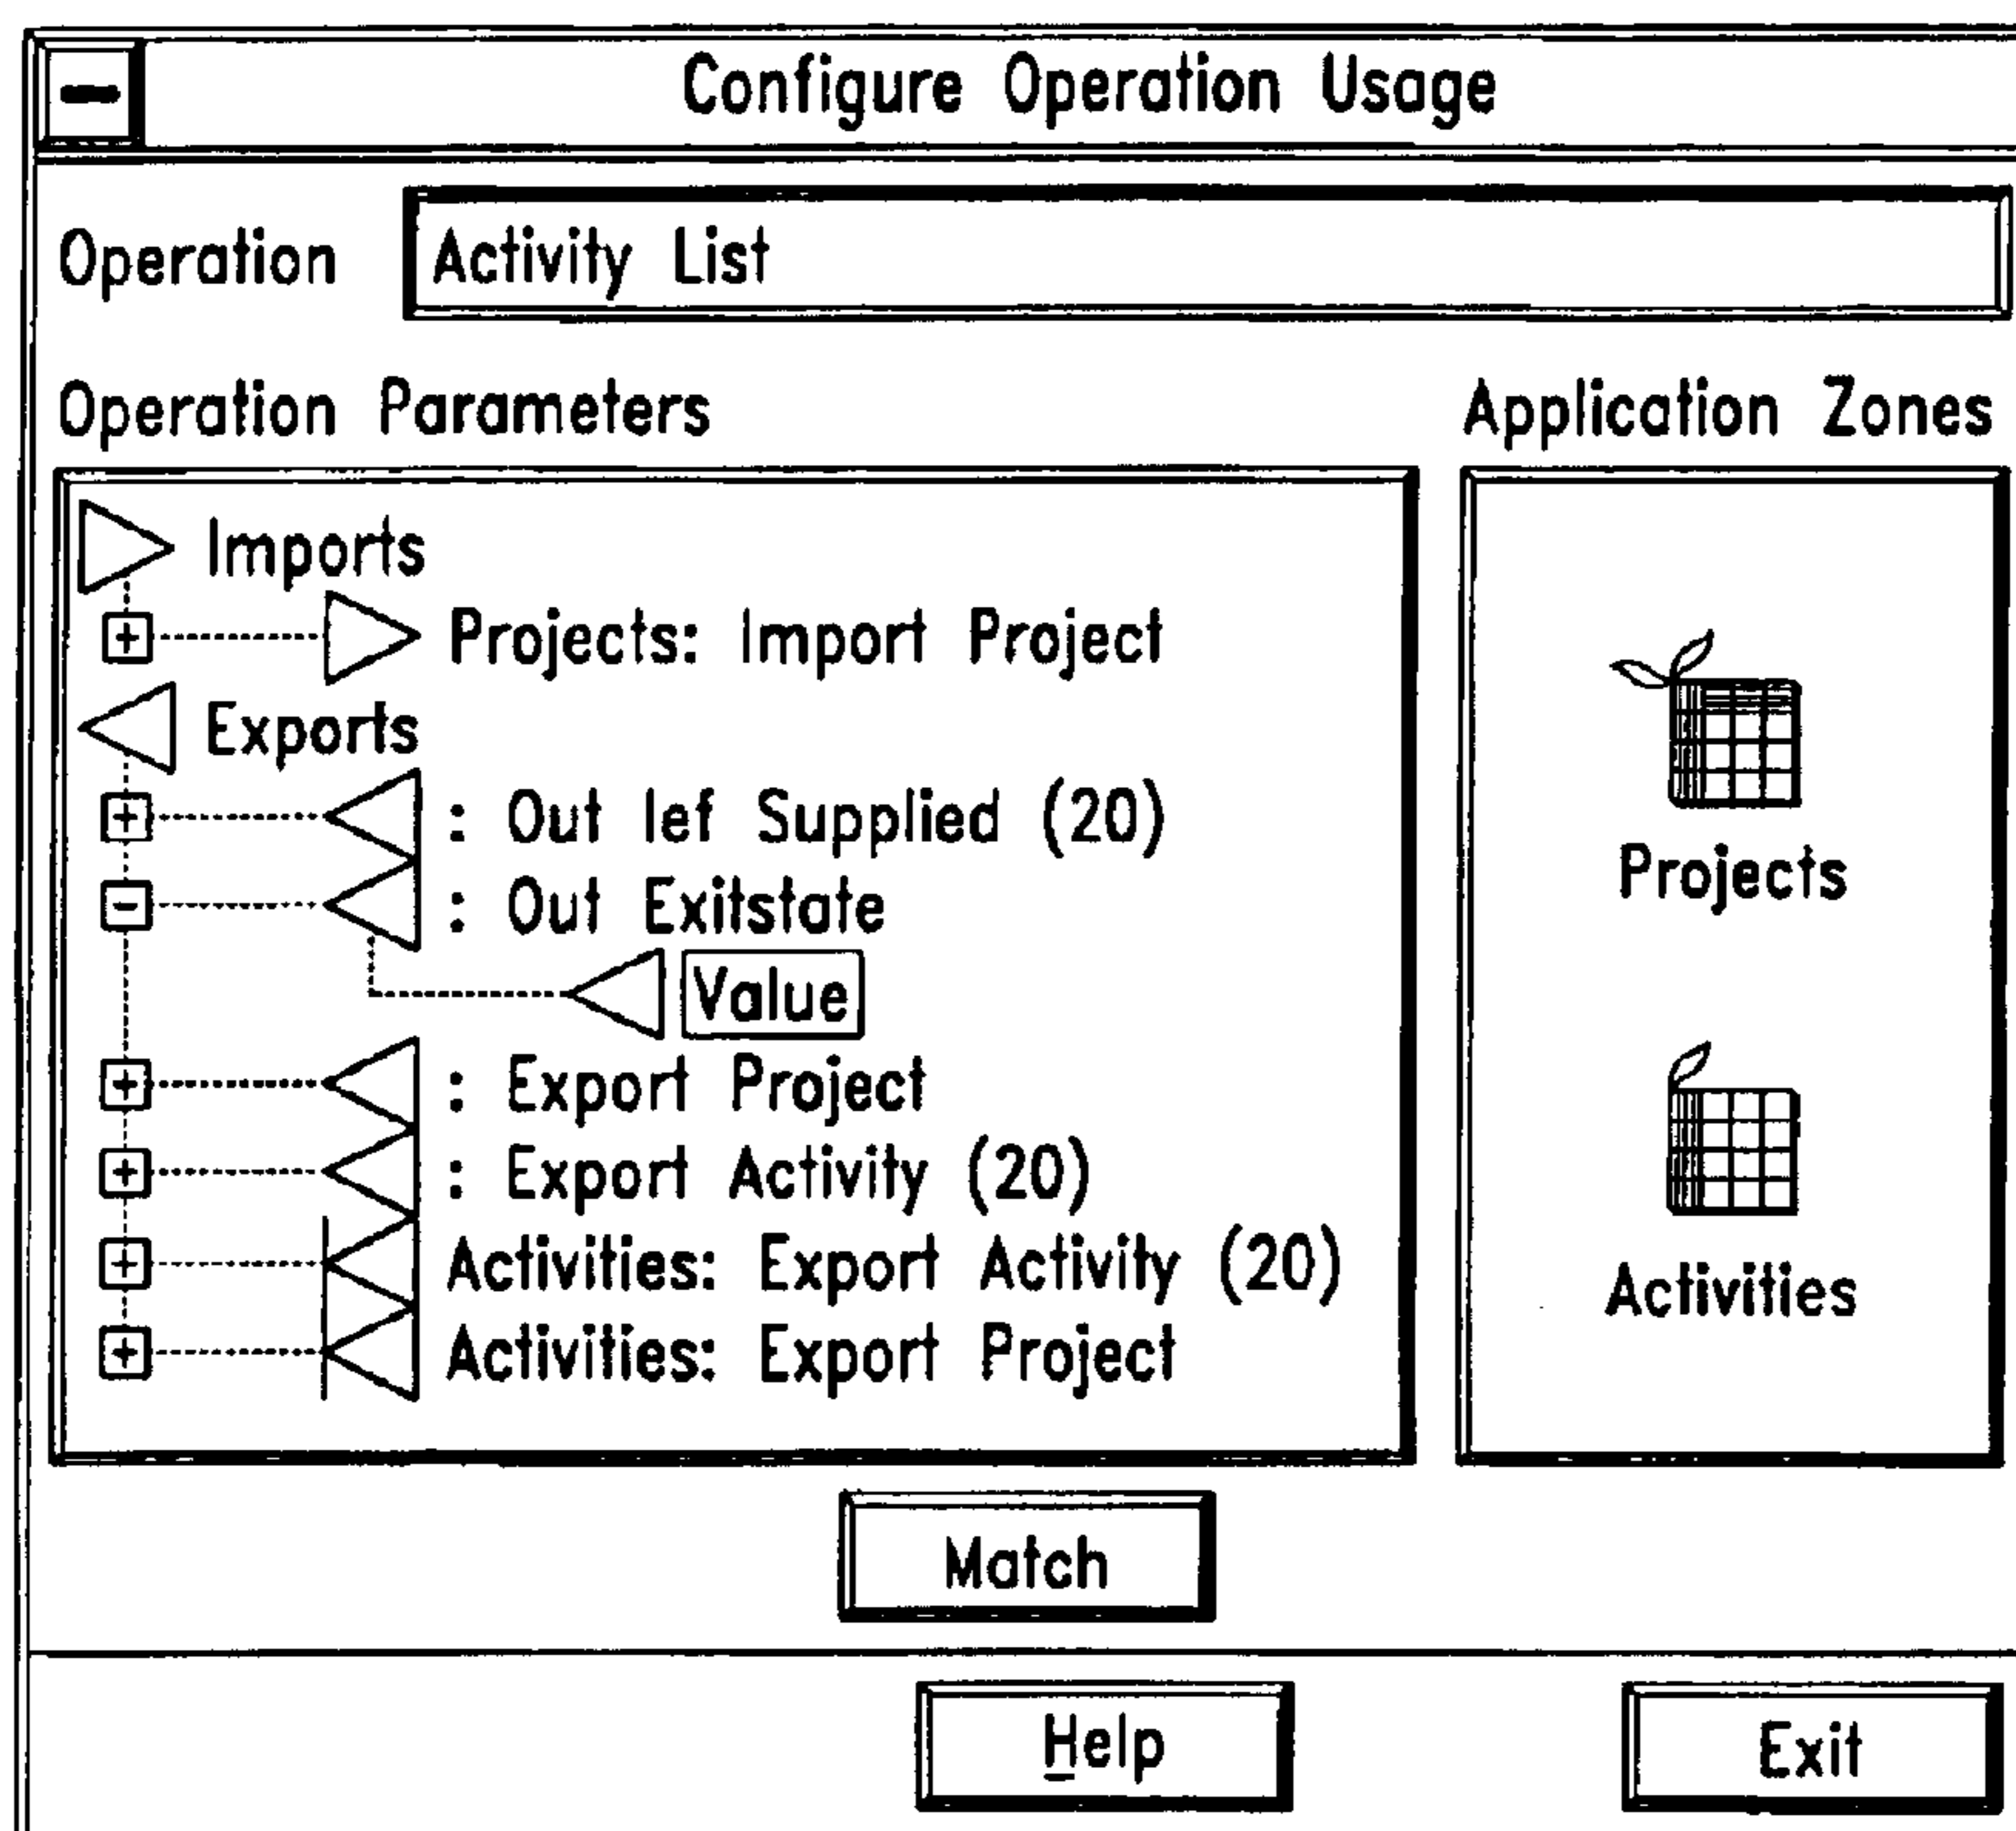 Configure Operation Usage
Operation Activity List
Operation Parameters
Application Zones
Imports
Projects: Import Project
Exports
: Out Ief Supplied (20)
: Out Exitstate
Value
: Export Project
: Export Activity (20)
Activities: Export Activity (20)
Activities: Export Project
Projects
Activities
Match
Help
Exit